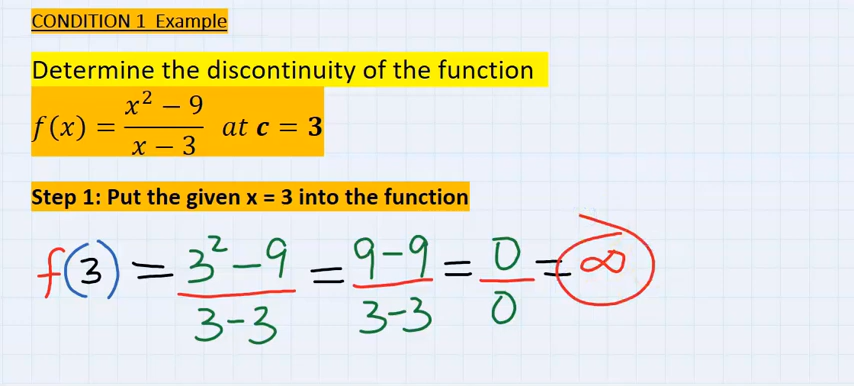 CONDITION 1 Example
Determine the discontinuity of the function
f(x) = (x² − 9)/(x − 3) at c = 3
Step 1: Put the given x = 3 into the function
f(3) = (3² − 9)/(3 − 3) = (9 − 9)/(3 − 3) = 0/0 = ∞